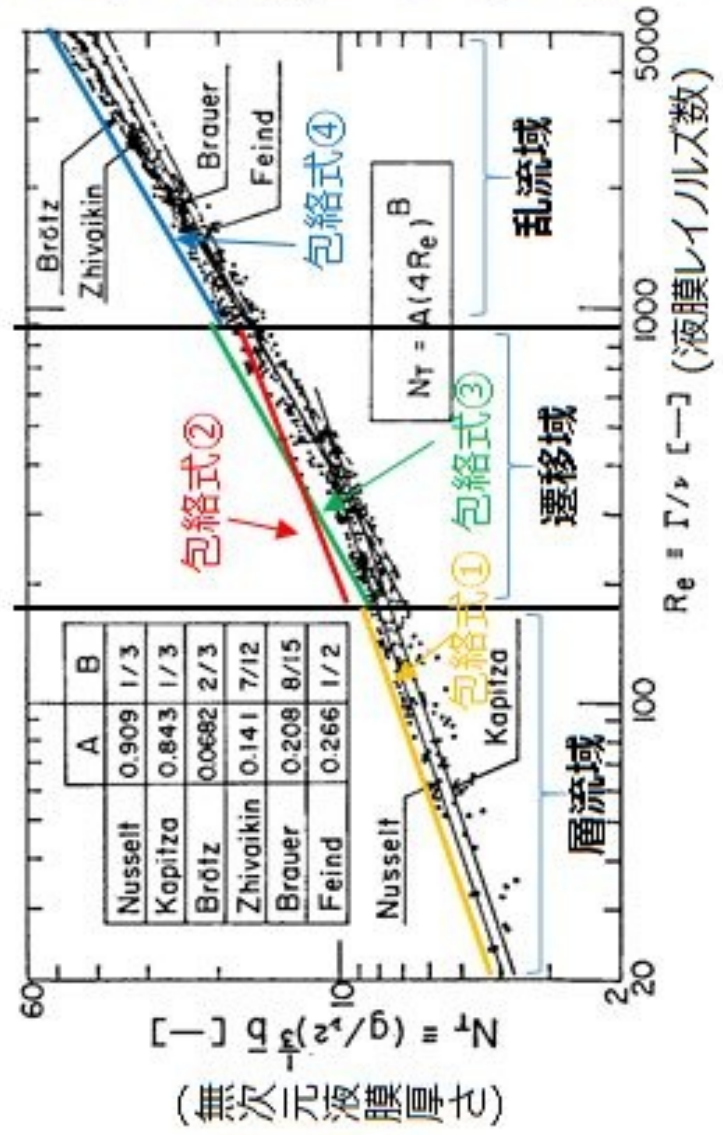 60
10
2
20
100
1000
5000
N_T ≡ (g/ν²)^{1/3} b̄ [—]
(無次元液膜厚さ)
A B
Nusselt 0.909 1/3
Kapitza 0.843 1/3
Brötz 0.0682 2/3
Zhivaikin 0.141 7/12
Brauer 0.208 8/15
Feind 0.266 1/2
Brötz
Zhivaikin
Brauer
Feind
包絡式④
包絡式②
包絡式③
包絡式①
Nusselt
Kapitza
N_T = A(4Re)^B
層流域
遷移域
乱流域
Re ≡ Γ/ν [—] (液膜レイノルズ数)